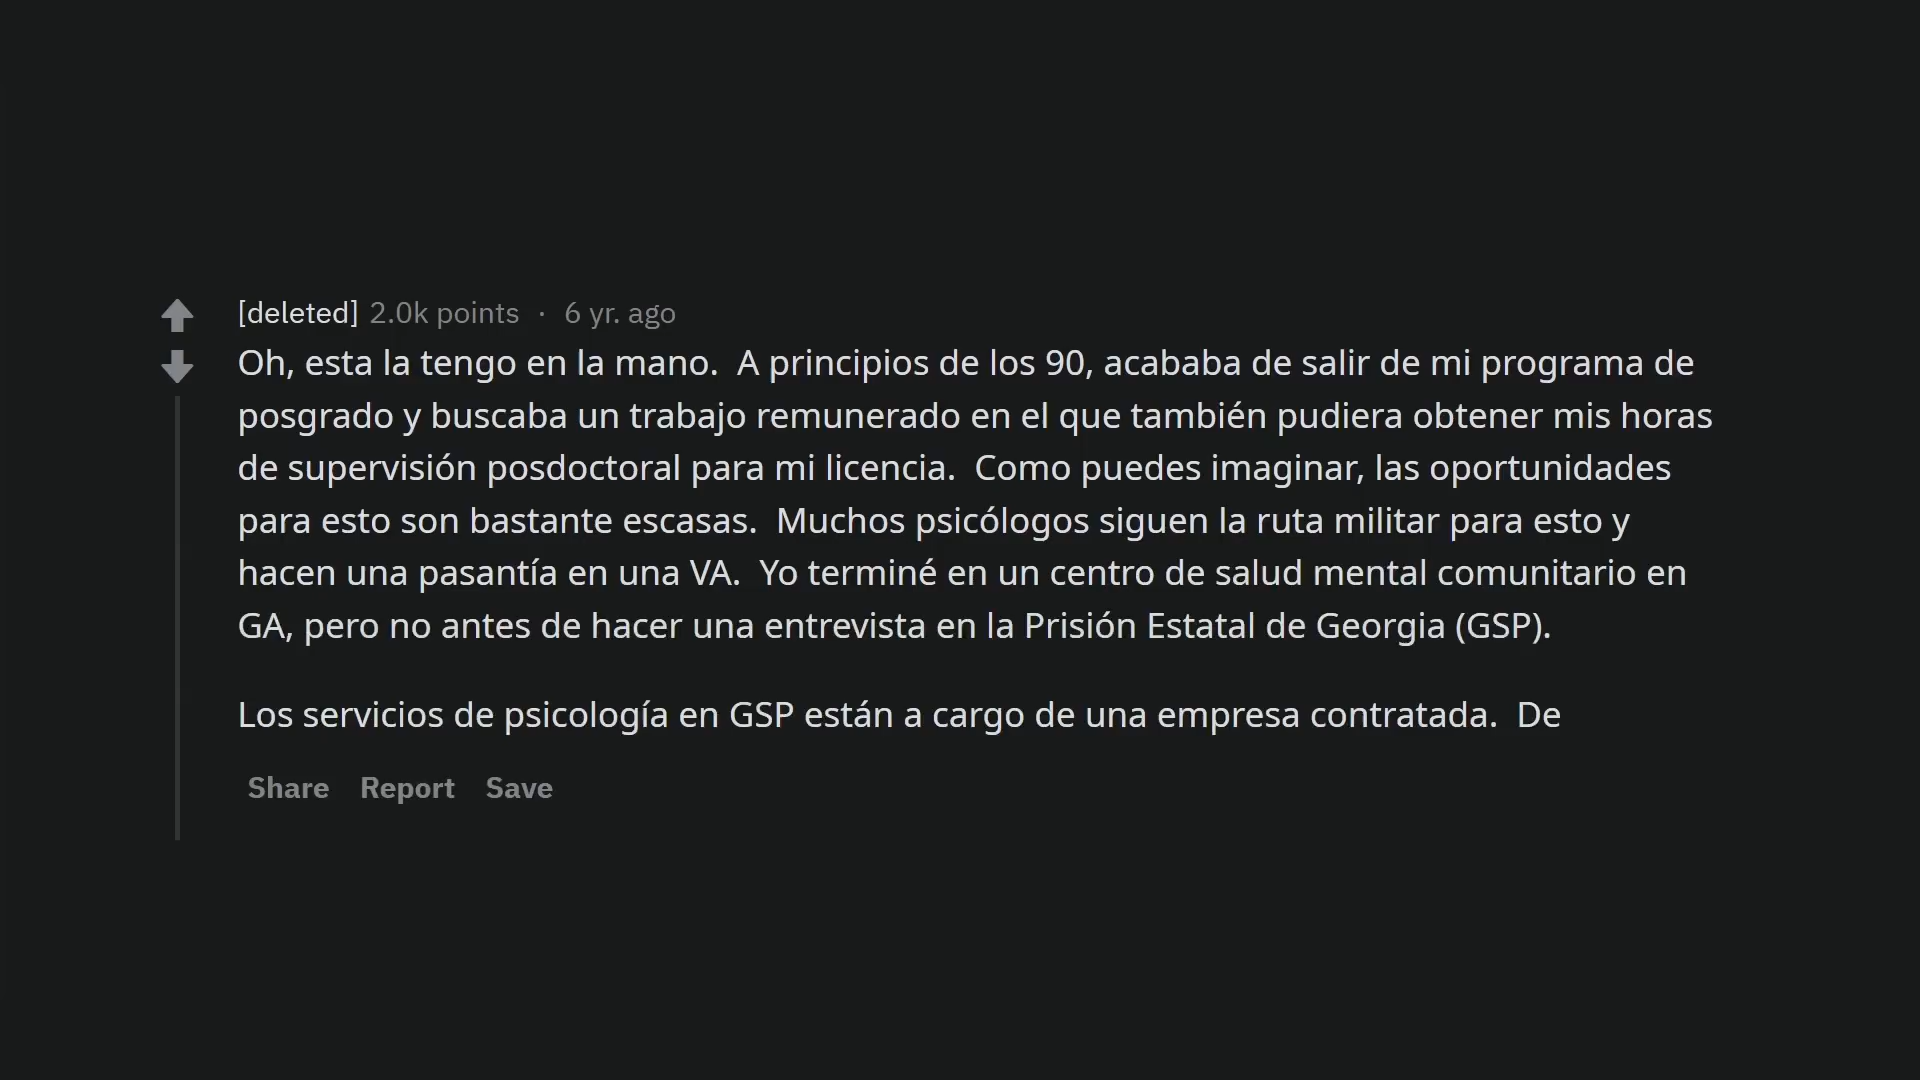 [deleted] 2.0k points · 6 yr. ago
Oh, esta la tengo en la mano.  A principios de los 90, acababa de salir de mi programa de
posgrado y buscaba un trabajo remunerado en el que también pudiera obtener mis horas
de supervisión posdoctoral para mi licencia.  Como puedes imaginar, las oportunidades
para esto son bastante escasas.  Muchos psicólogos siguen la ruta militar para esto y
hacen una pasantía en una VA.  Yo terminé en un centro de salud mental comunitario en
GA, pero no antes de hacer una entrevista en la Prisión Estatal de Georgia (GSP).
Los servicios de psicología en GSP están a cargo de una empresa contratada.  De
Share Report Save